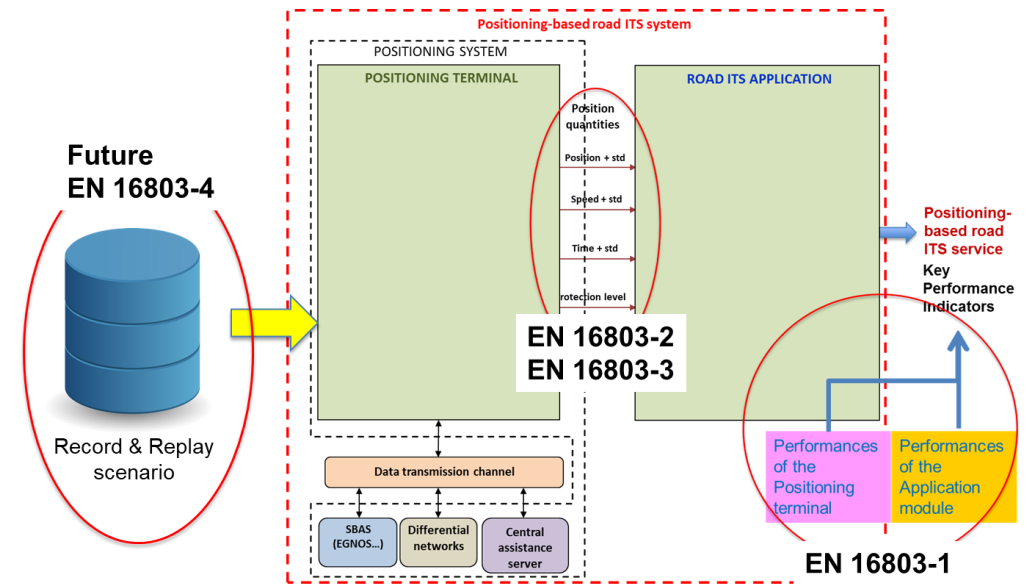 Positioning-based road ITS system
POSITIONING SYSTEM
POSITIONING TERMINAL
ROAD ITS APPLICATION
Position
quantities
Position + std
Speed + std
Time + std
rotection level
Future
EN 16803-4
Record & Replay
scenario
EN 16803-2
EN 16803-3
Positioning-
based road
ITS service
Key
Performance
Indicators
Data transmission channel
SBAS
(EGNOS...)
Differential
networks
Central
assistance
server
Performances
of the
Positioning
terminal
Performances
of the
Application
module
EN 16803-1